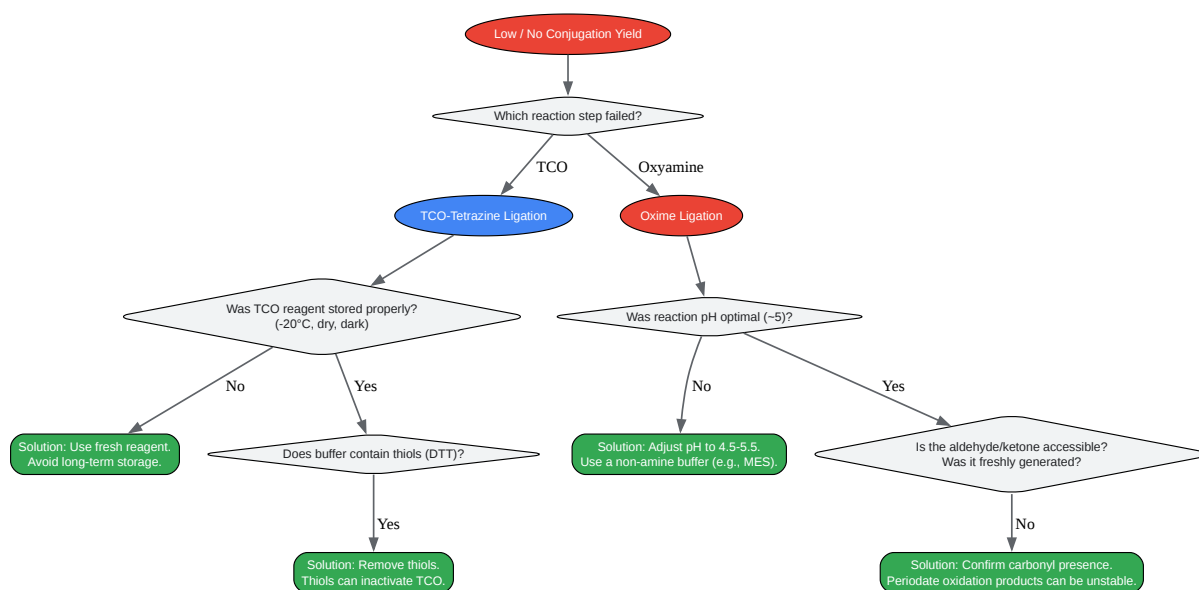 Low / No Conjugation Yield
Which reaction step failed?
TCO
Oxyamine
TCO-Tetrazine Ligation
Oxime Ligation
Was TCO reagent stored properly?
(-20°C, dry, dark)
Was reaction pH optimal (~5)?
No
Yes
No
Yes
Solution: Use fresh reagent.
Avoid long-term storage.
Does buffer contain thiols (DTT)?
Solution: Adjust pH to 4.5-5.5.
Use a non-amine buffer (e.g., MES).
Is the aldehyde/ketone accessible?
Was it freshly generated?
Yes
No
Solution: Remove thiols.
Thiols can inactivate TCO.
Solution: Confirm carbonyl presence.
Periodate oxidation products can be unstable.